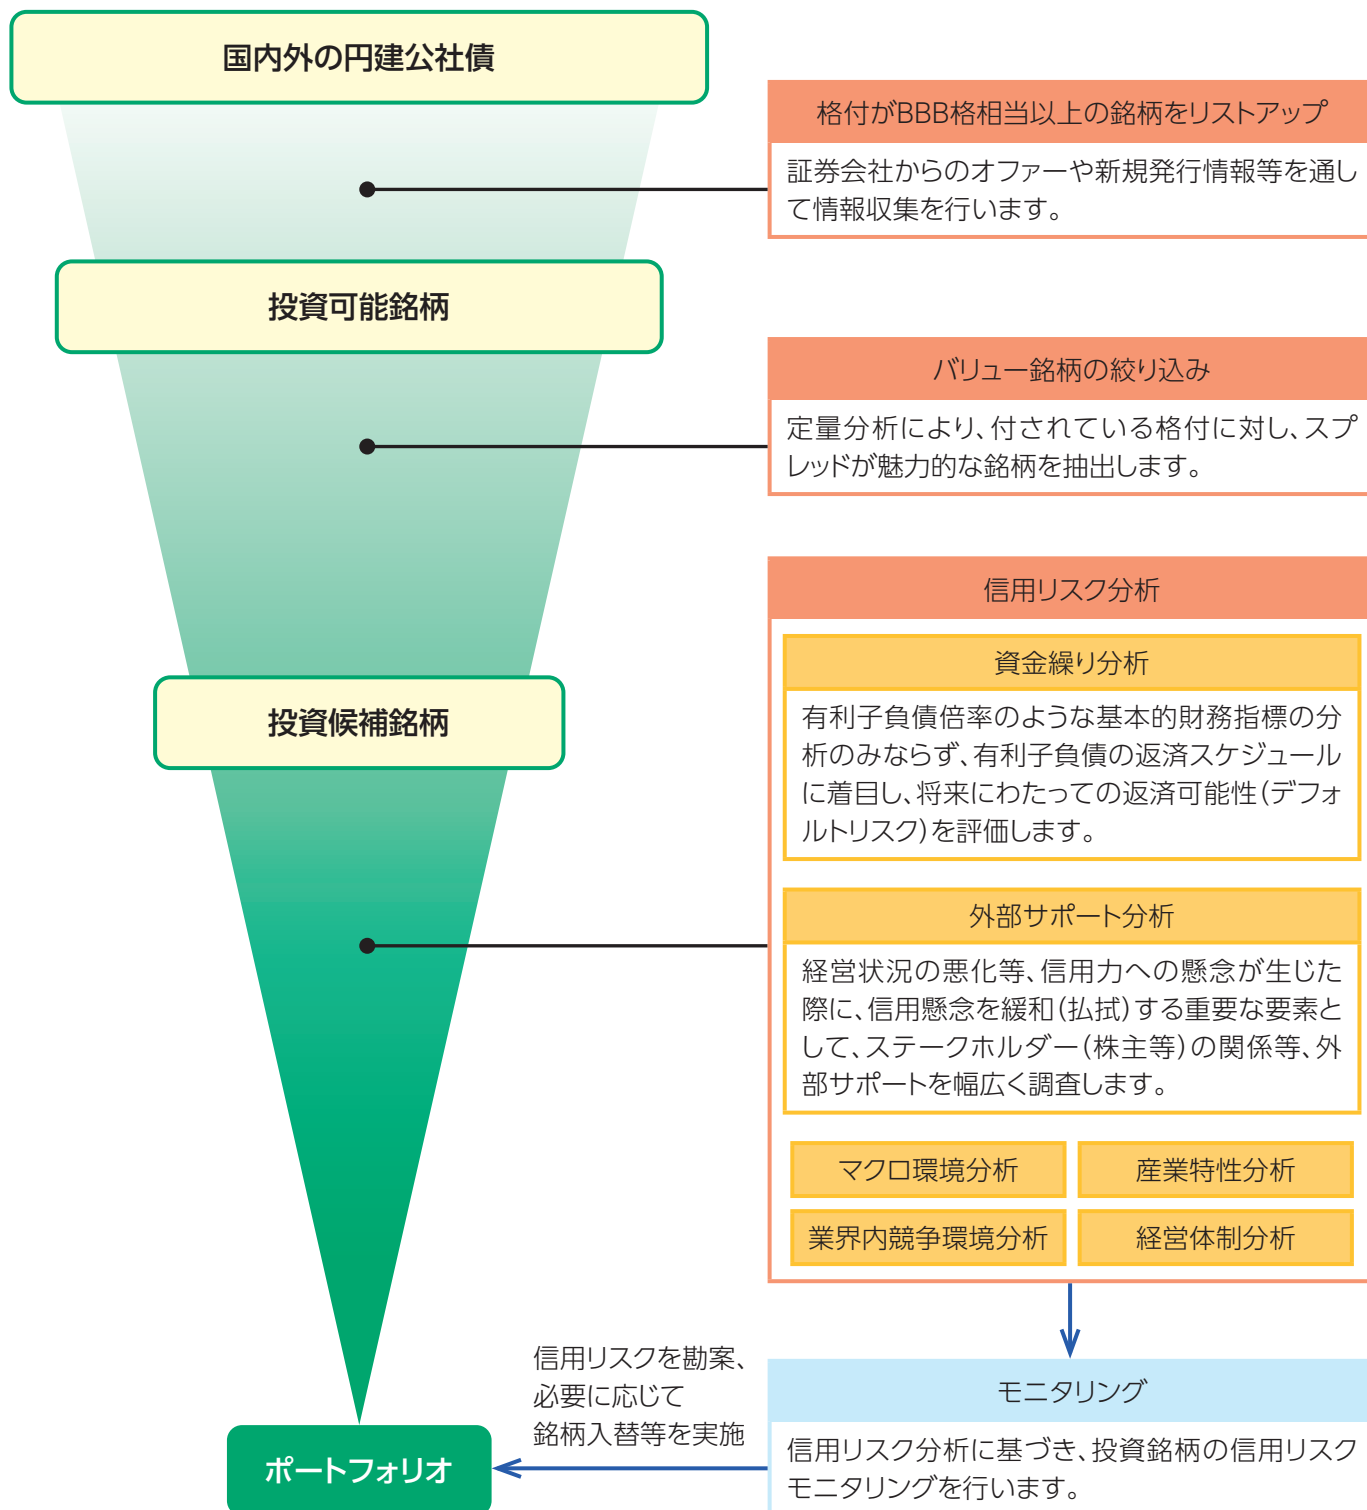 国内外の円建公社債
格付がBBB格相当以上の銘柄をリストアップ
証券会社からのオファーや新規発行情報等を通し
て情報収集を行います。
投資可能銘柄
バリュー銘柄の絞り込み
定量分析により、付されている格付に対し、スプ
レッドが魅力的な銘柄を抽出します。
信用リスク分析
資金繰り分析
有利子負債倍率のような基本的財務指標の分
析のみならず、有利子負債の返済スケジュール
に着目し、将来にわたっての返済可能性(デフォ
ルトリスク)を評価します。
投資候補銘柄
外部サポート分析
経営状況の悪化等、信用力への懸念が生じた
際に、信用懸念を緩和(払拭)する重要な要素と
して、ステークホルダー(株主等)の関係等、外
部サポートを幅広く調査します。
マクロ環境分析
産業特性分析
業界内競争環境分析
経営体制分析
信用リスクを勘案、
必要に応じて
銘柄入替等を実施
モニタリング
信用リスク分析に基づき、投資銘柄の信用リスク
モニタリングを行います。
ポートフォリオ